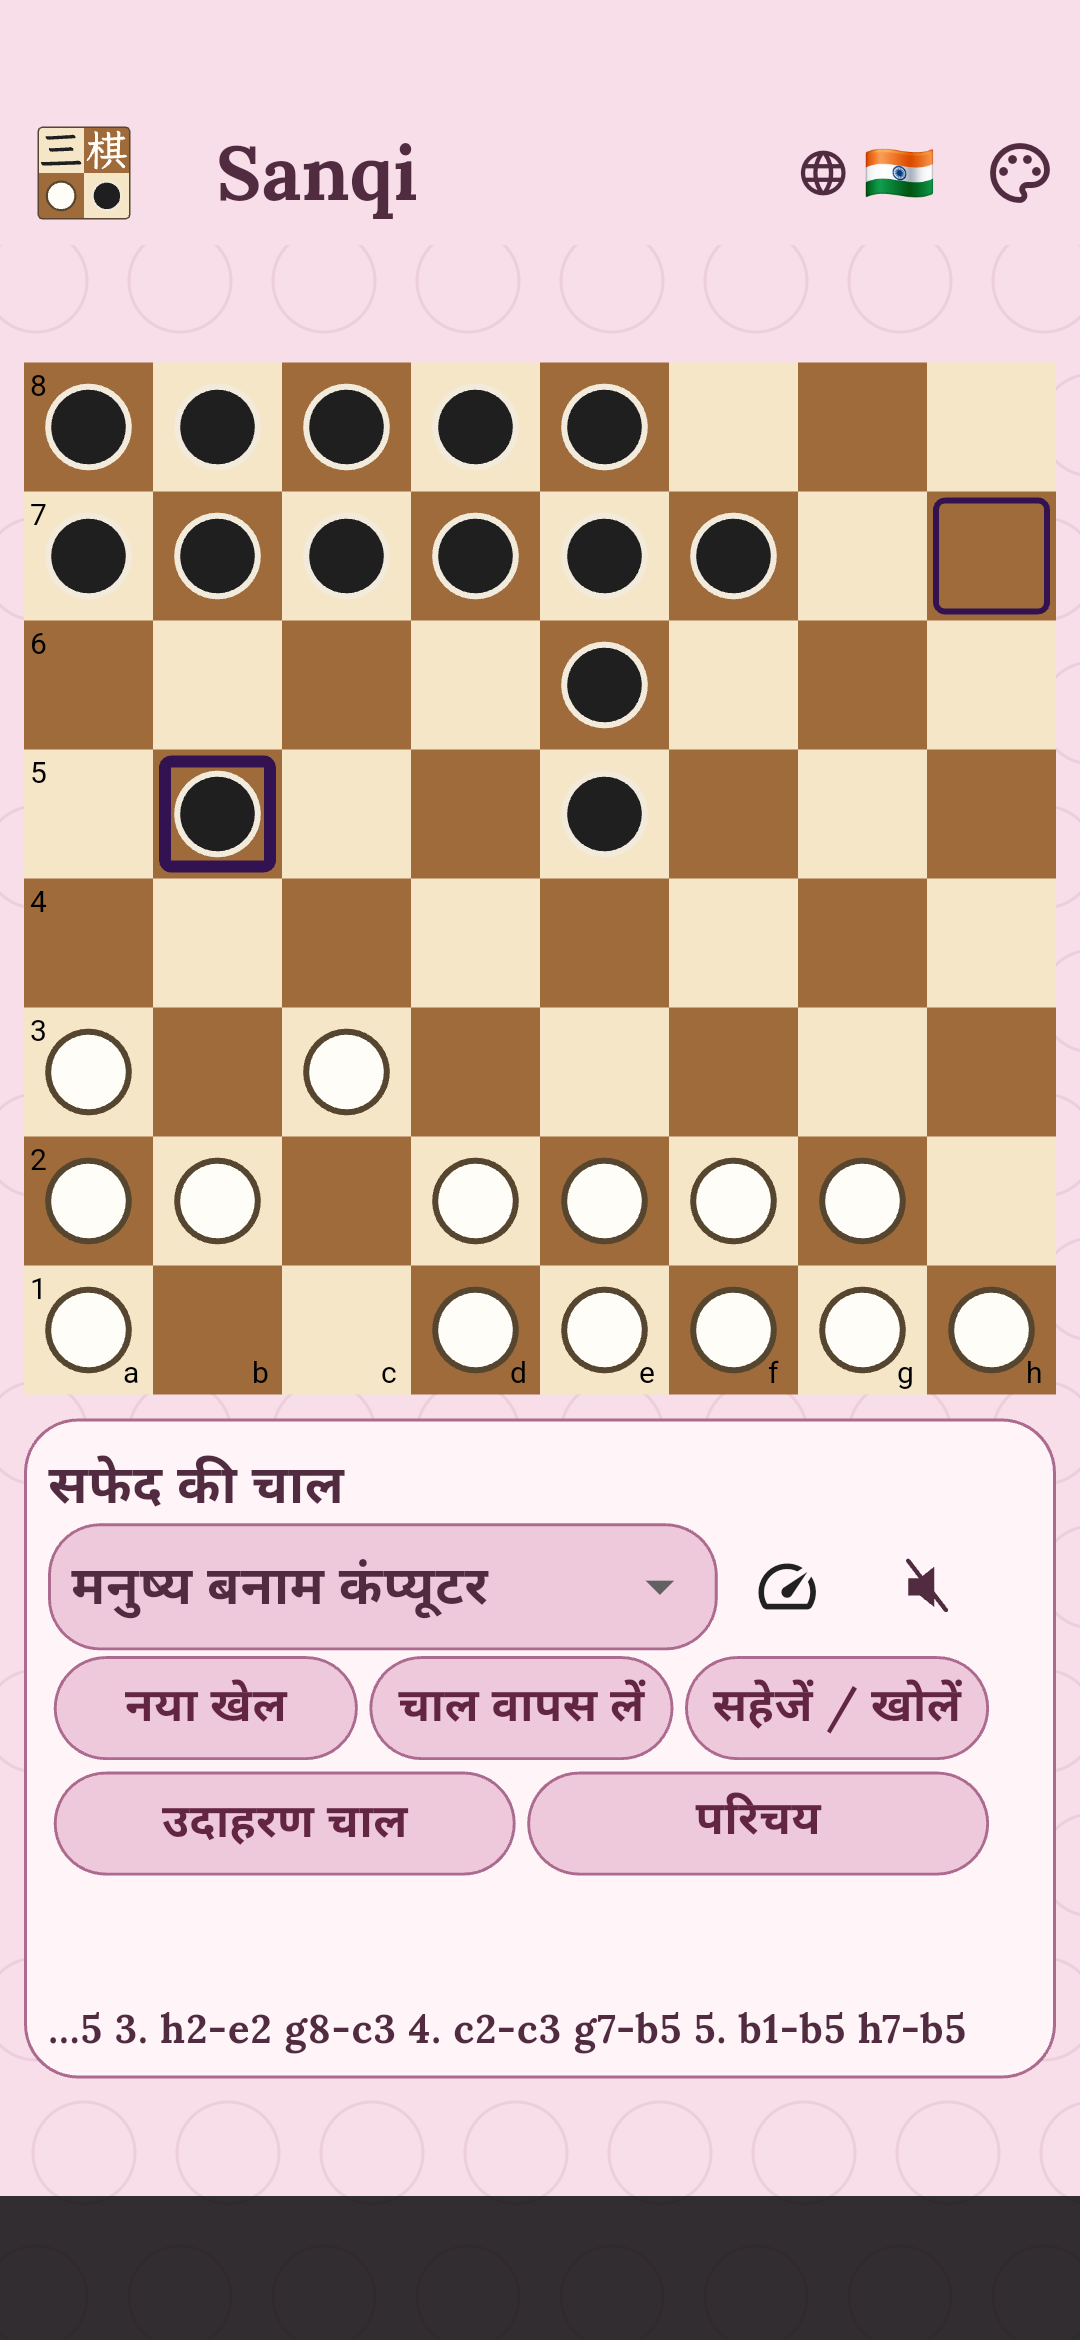 三棋
Sanqi
8
7
6
5
4
3
2
1
a b c d e f g h
सफेद की चाल
मनुष्य बनाम कंप्यूटर
नया खेल
चाल वापस लें
सहेजें / खोलें
उदाहरण चाल
परिचय
...5 3. h2-e2 g8-c3 4. c2-c3 g7-b5 5. b1-b5 h7-b5